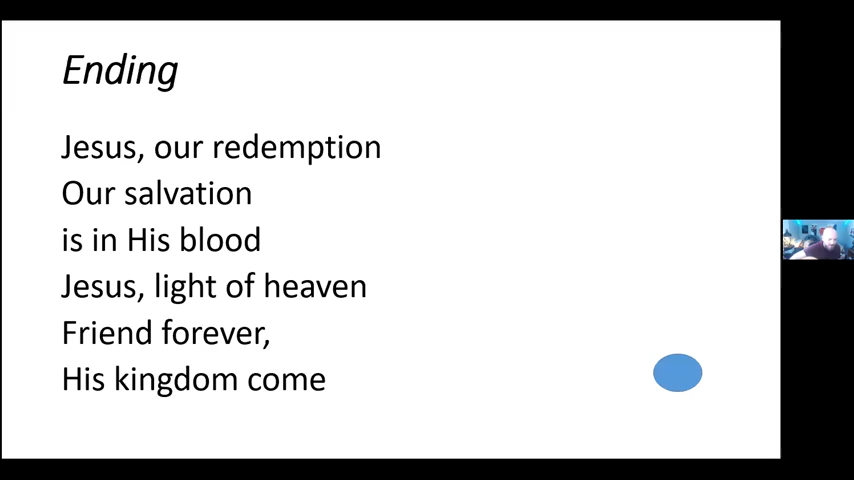 Ending
Jesus, our redemption
Our salvation
is in His blood
Jesus, light of heaven
Friend forever,
His kingdom come